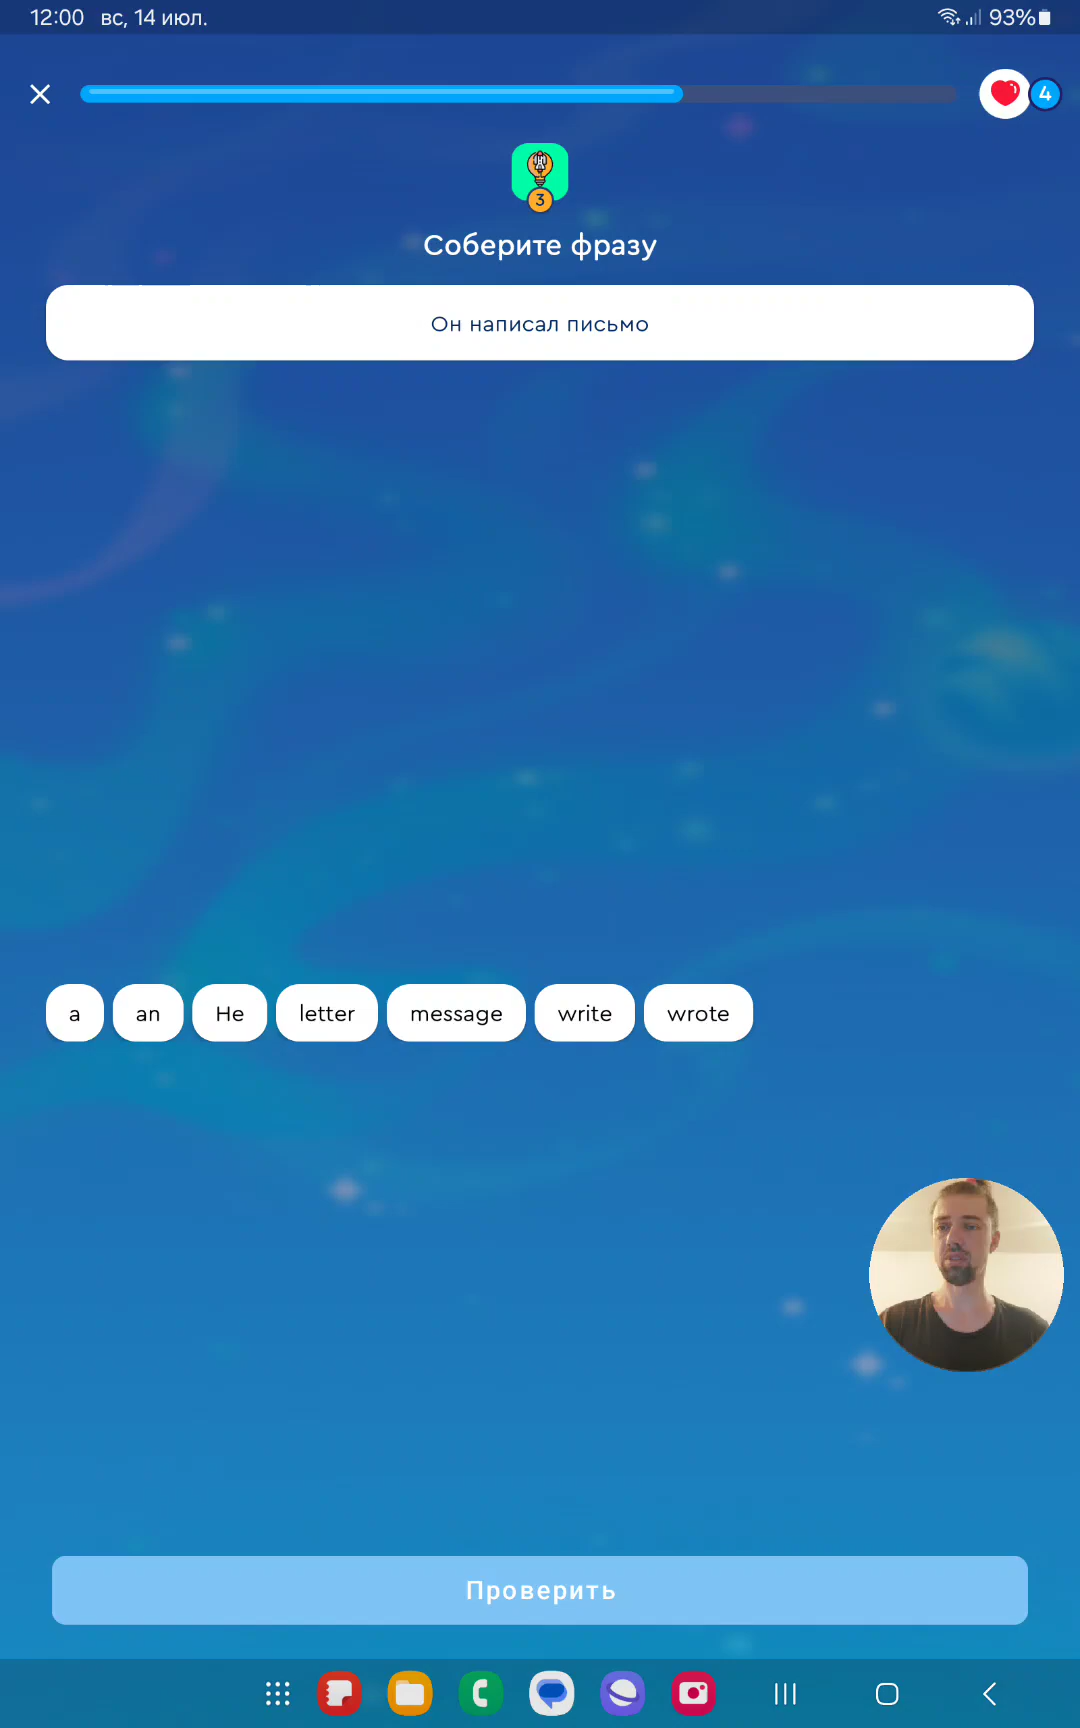 12:00 вс, 14 июл. 93%
4
3
Соберите фразу
Он написал письмо
a an He letter message write wrote
Проверить